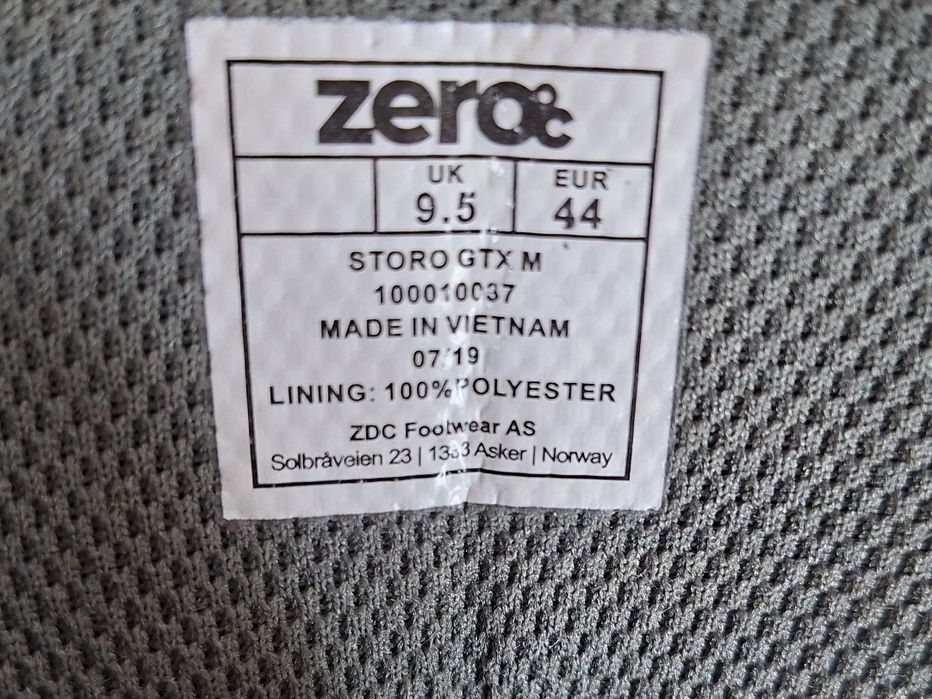 zero°c
UK EUR
9.5 44
STORO GTX M
100010037
MADE IN VIETNAM
07/19
LINING: 100% POLYESTER
ZDC Footwear AS
Solbråveien 23 | 1383 Asker | Norway